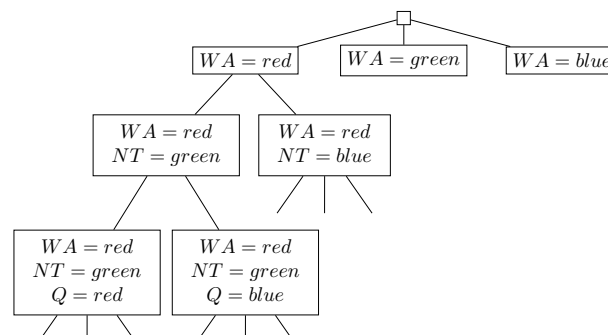 WA = red
WA = green
WA = blue
WA = red
NT = green
WA = red
NT = blue
WA = red
NT = green
Q = red
WA = red
NT = green
Q = blue